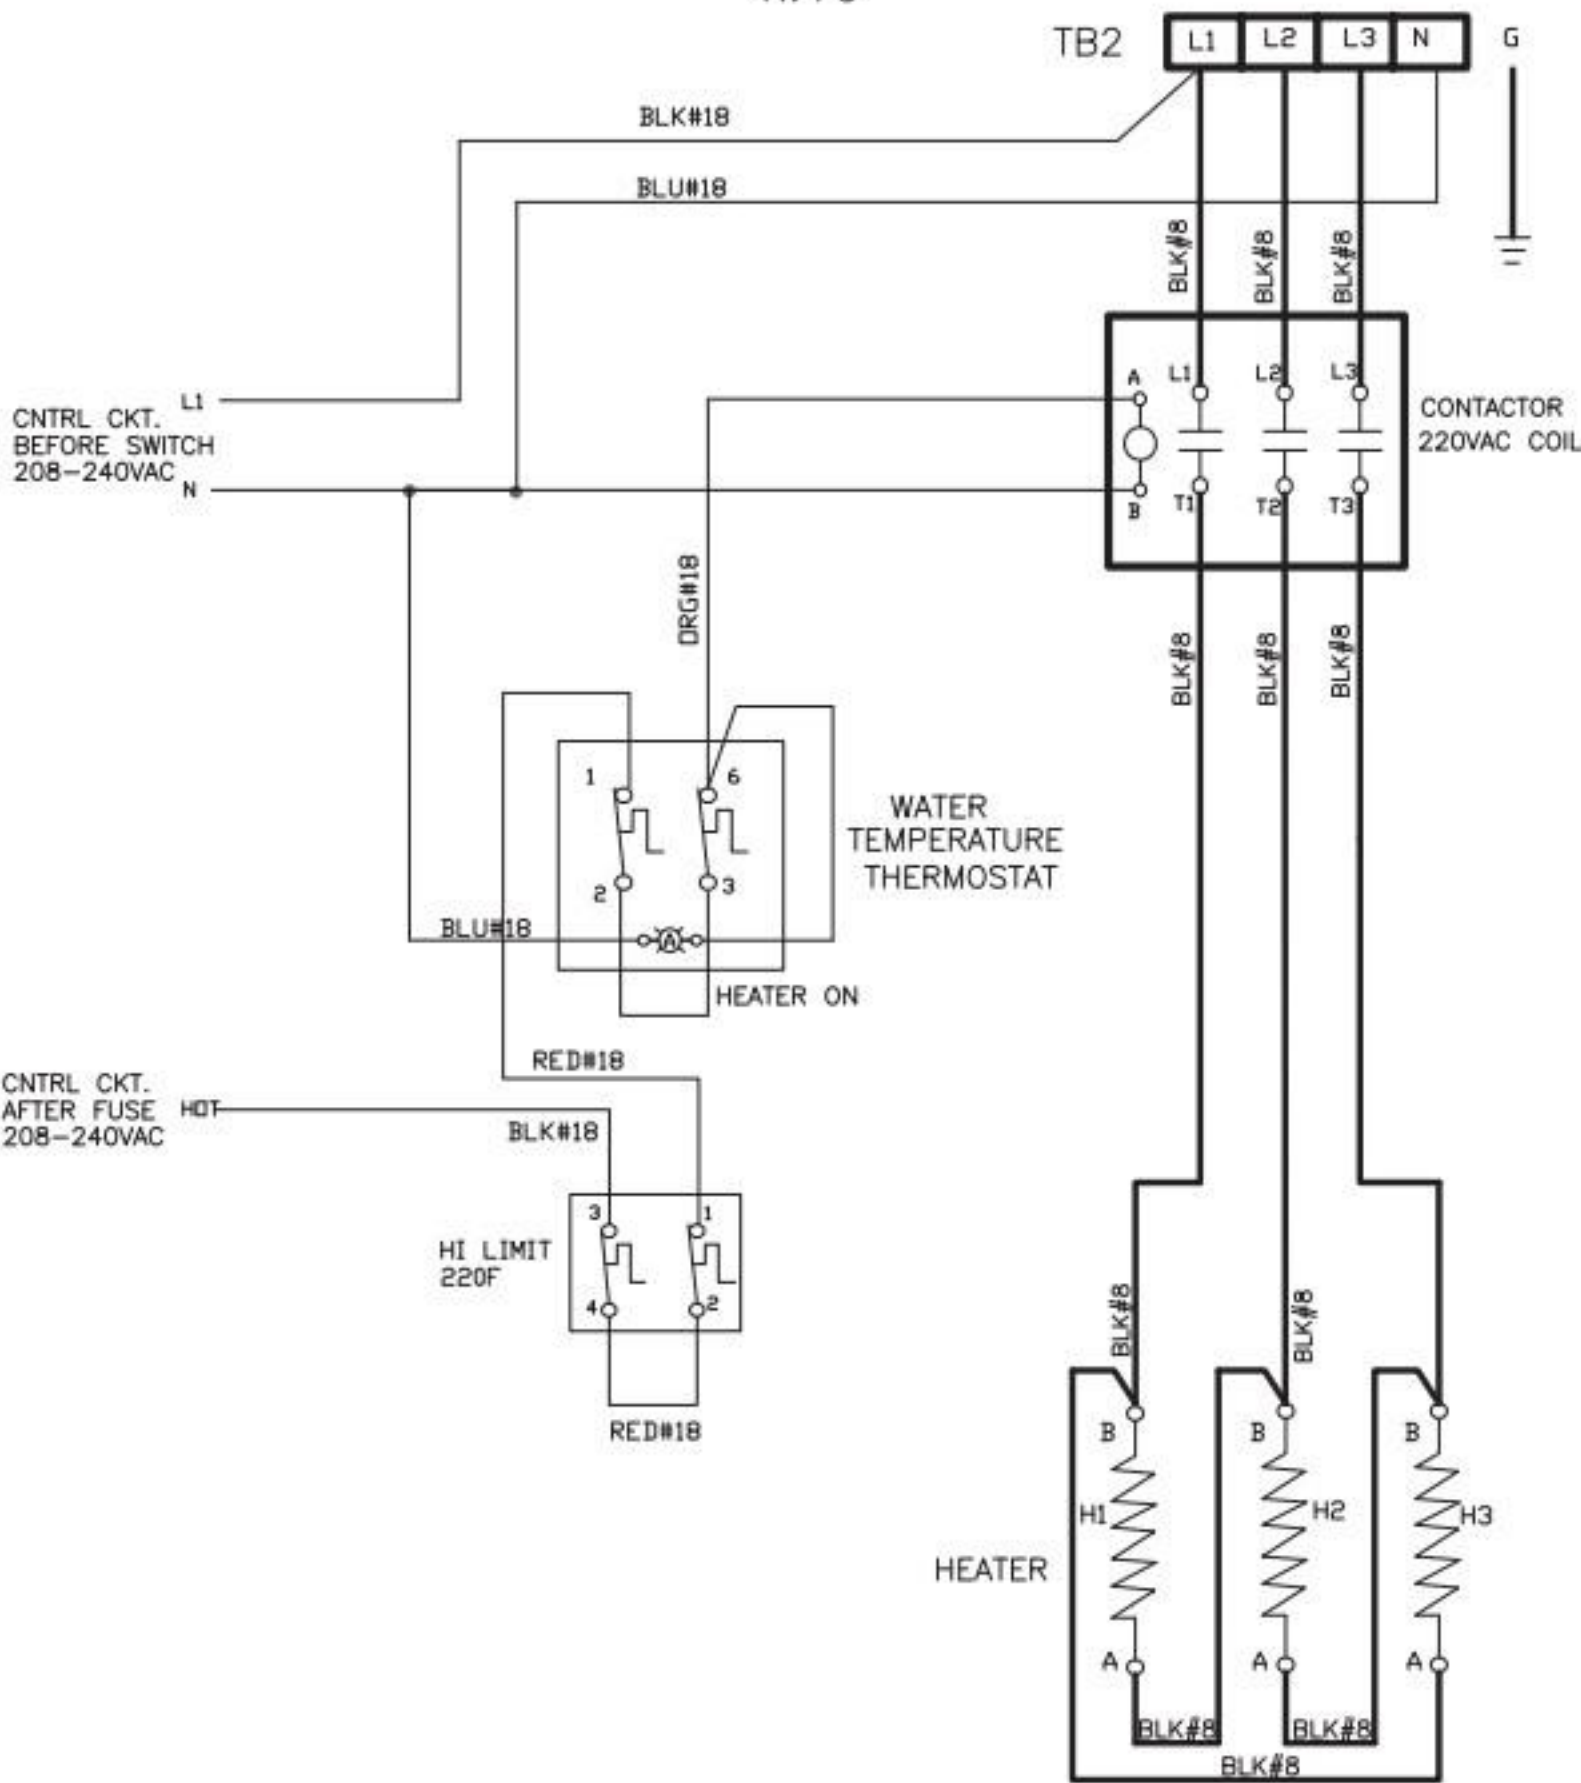 TB2 L1 L2 L3 N G
BLK#18
BLU#18
BLK#8 BLK#8 BLK#8
CNTRL CKT.
BEFORE SWITCH
208-240VAC
L1
N
A L1 L2 L3
B T1 T2 T3
CONTACTOR
220VAC COIL
ORG#18
BLK#8 BLK#8 BLK#8
1 6
2 3
WATER
TEMPERATURE
THERMOSTAT
BLU#18
A
HEATER ON
RED#18
CNTRL CKT.
AFTER FUSE HOT
208-240VAC
BLK#18
3 1
HI LIMIT
220F
4 2
RED#18
BLK#8 BLK#8
B B B
H1 H2 H3
HEATER
A A A
BLK#8 BLK#8
BLK#8